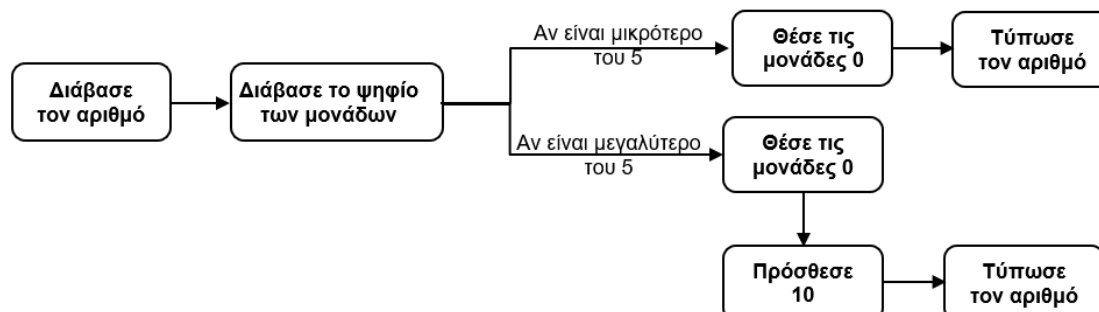 Διάβασε
τον αριθμό
Διάβασε το ψηφίο
των μονάδων
Αν είναι μικρότερο
του 5
Θέσε τις
μονάδες 0
Τύπωσε
τον αριθμό
Αν είναι μεγαλύτερο
του 5
Θέσε τις
μονάδες 0
Πρόσθεσε
10
Τύπωσε
τον αριθμό